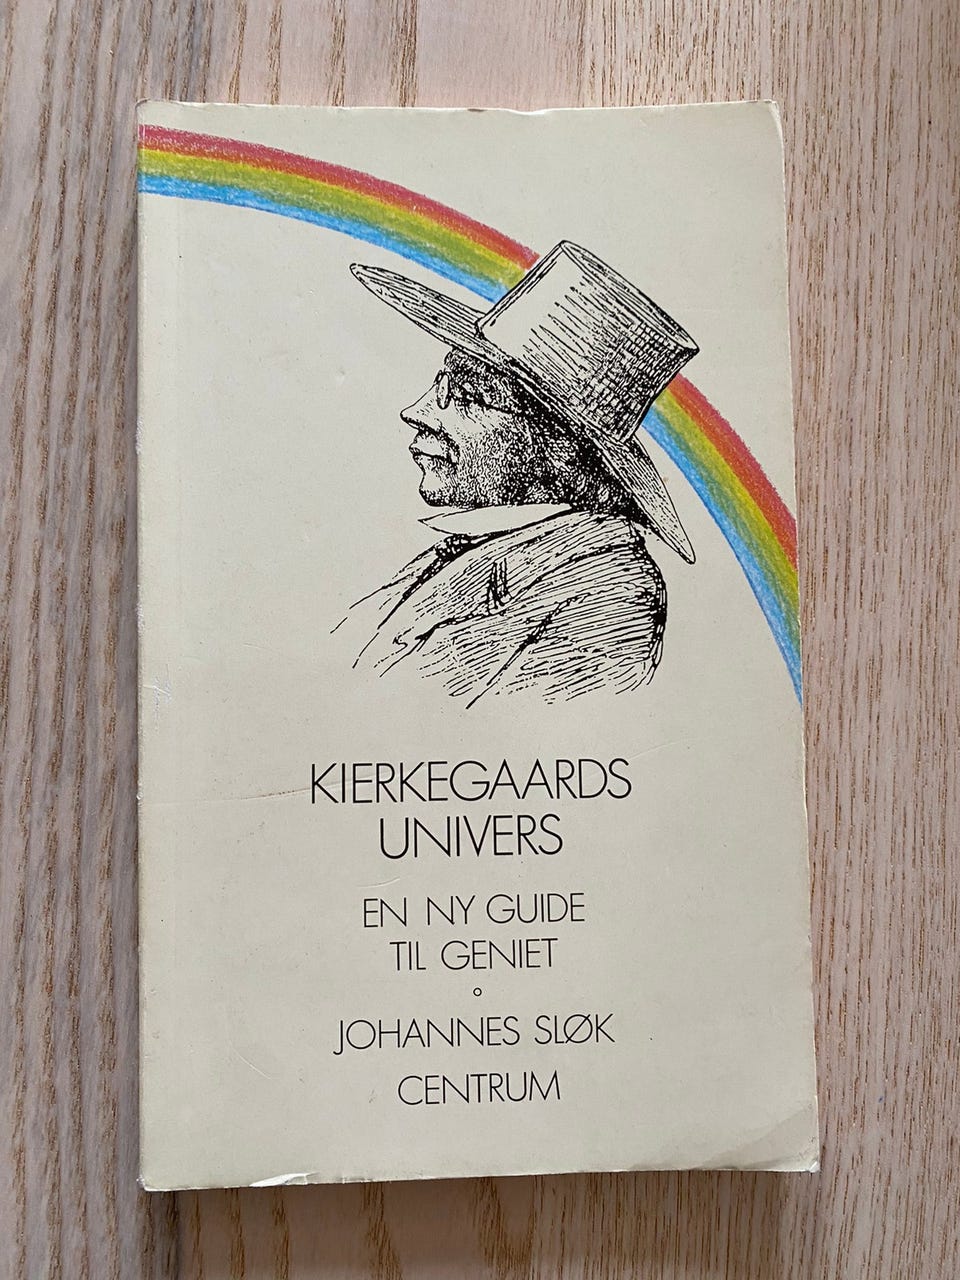 KIERKEGAARDS
UNIVERS
EN NY GUIDE
TIL GENIET
JOHANNES SLØK
CENTRUM